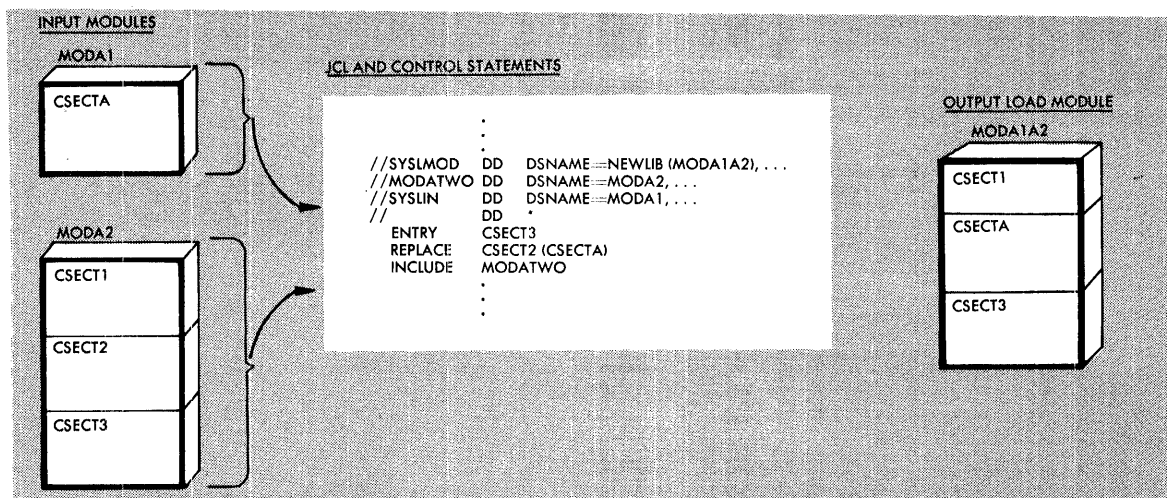 INPUT MODULES
MODA1
CSECTA
MODA2
CSECT1
CSECT2
CSECT3
JCL AND CONTROL STATEMENTS
.
.
.
//SYSLMOD DD DSNAME=NEWLIB (MODA1A2), . . .
//MODATWO DD DSNAME=MODA2, . . .
//SYSLIN DD DSNAME=MODA1, . . .
// DD *
ENTRY CSECT3
REPLACE CSECT2 (CSECTA)
INCLUDE MODATWO
.
.
.
OUTPUT LOAD MODULE
MODA1A2
CSECT1
CSECTA
CSECT3